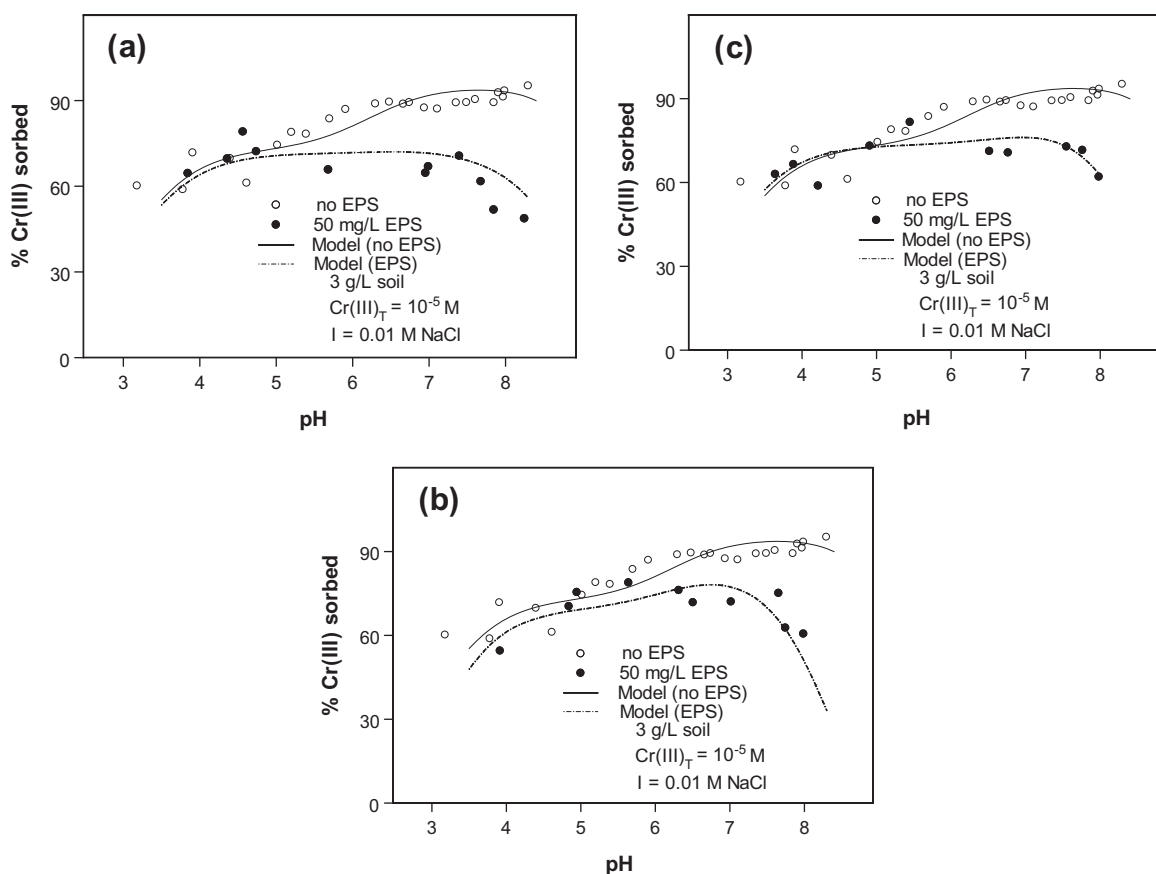 (a)
% Cr(III) sorbed
90
60
30
0
no EPS
50 mg/L EPS
Model (no EPS)
Model (EPS)
3 g/L soil
Cr(III)T = 10-5 M
I = 0.01 M NaCl
3 4 5 6 7 8
pH
(c)
% Cr(III) sorbed
90
60
30
0
no EPS
50 mg/L EPS
Model (no EPS)
Model (EPS)
3 g/L soil
Cr(III)T = 10-5 M
I = 0.01 M NaCl
3 4 5 6 7 8
pH
(b)
% Cr(III) sorbed
90
60
30
0
no EPS
50 mg/L EPS
Model (no EPS)
Model (EPS)
3 g/L soil
Cr(III)T = 10-5 M
I = 0.01 M NaCl
3 4 5 6 7 8
pH